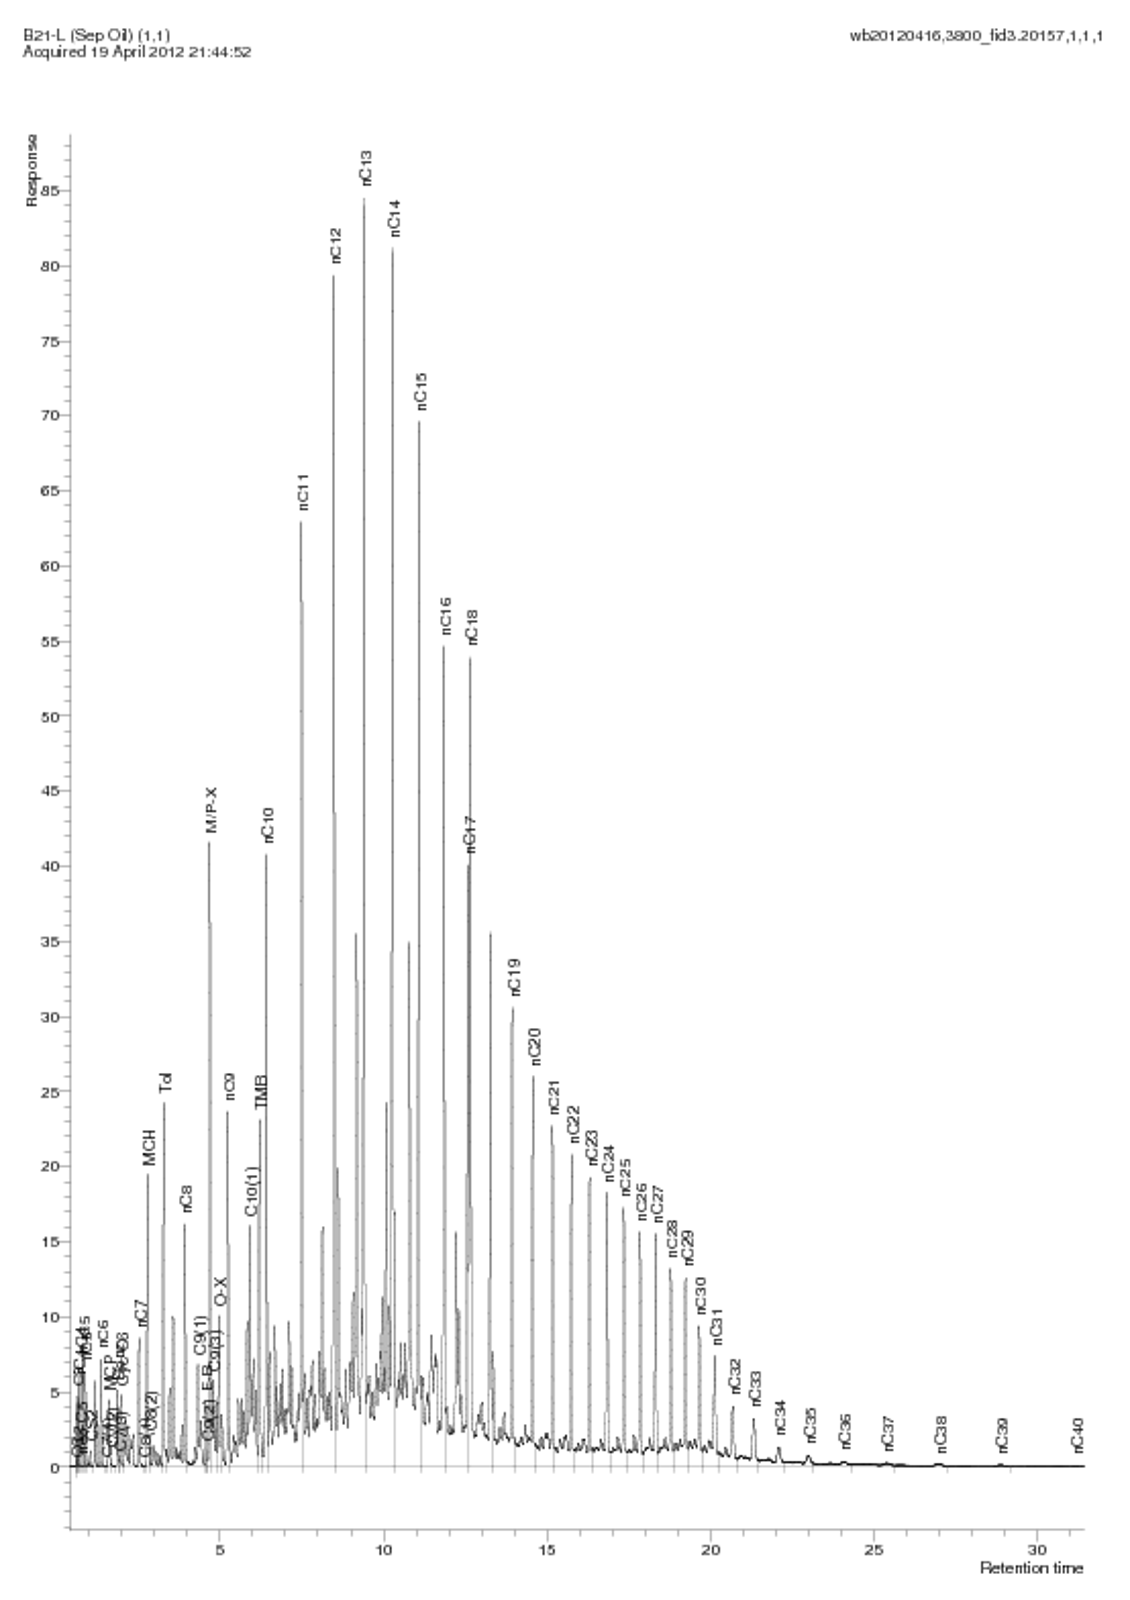 B21-L (Sep Oil) (1,1)
Acquired 19 April 2012 21:44:52
wb20120416,3800_fid3.20157,1,1,1
Response
85
80
75
70
65
60
55
50
45
40
35
30
25
20
15
10
5
0
nC6
nC7
MCH
Tol
nC8
C9(1)
M/P-X
O-X
nC9
C10(1)
TMB
nC10
nC11
nC12
nC13
nC14
nC15
nC16
nC17
nC18
nC19
nC20
nC21
nC22
nC23
nC24
nC25
nC26
nC27
nC28
nC29
nC30
nC31
nC32
nC33
nC34
nC35
nC36
nC37
nC38
nC39
nC40
5
10
15
20
25
30
Retention time